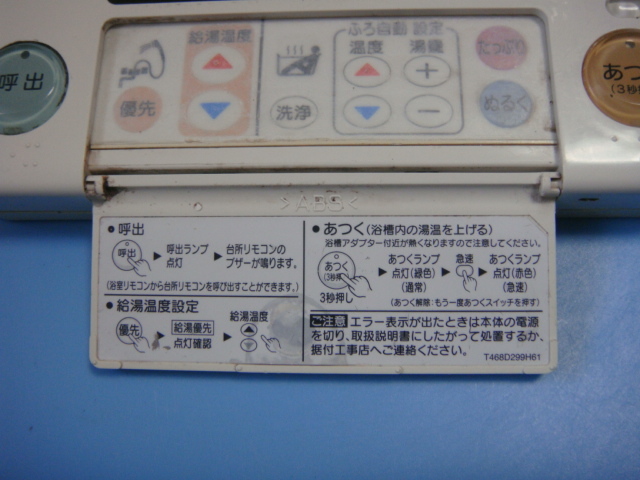 呼出
給湯温度
優先
洗浄
ふろ自動 設定
温度 湯量
たっぷり
ぬるく
あつ
(3秒押
>ABS<
●呼出
呼出 ▶ 呼出ランプ点灯 ▶ 台所リモコンのブザーが鳴ります。
(浴室リモコンから台所リモコンを呼び出すことができます。)
●給湯温度設定
優先 ▶ 給湯優先 点灯確認 ▶ 給湯温度
●あつく(浴槽内の湯温を上げる)
浴槽アダプター付近が熱くなりますので注意してください。
あつく (3秒押し) 3秒押し ▶ あつくランプ点灯(緑色)(通常) ▶ 急速 ▶ あつくランプ点灯(赤色)(急速)
(あつく解除:もう一度あつくスイッチを押す)
ご注意 エラー表示が出たときは本体の電源
を切り、取扱説明書にしたがって処置するか、
据付工事店へご連絡ください。
T468D299H61